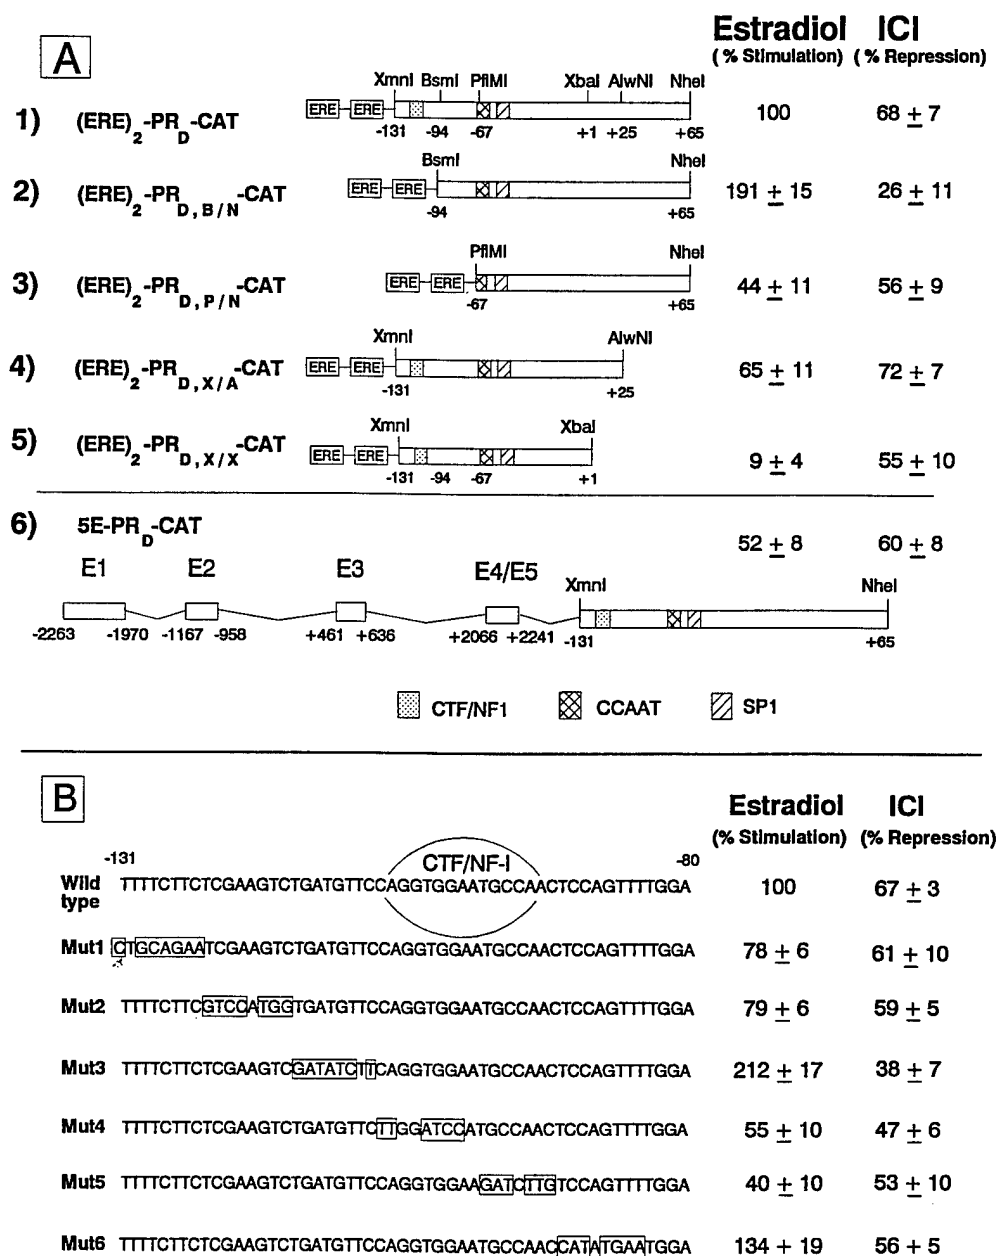 A
Estradiol ICI
(% Stimulation) (% Repression)
XmnI BsmI PflMI XbaI AlwNI NheI
1) (ERE)2-PRD-CAT ERE ERE 100 68 ± 7
-131 -94 -67 +1 +25 +65
BsmI NheI
2) (ERE)2-PRD,B/N-CAT ERE ERE 191 ± 15 26 ± 11
-94 +65
PflMI NheI
3) (ERE)2-PRD,P/N-CAT ERE ERE 44 ± 11 56 ± 9
-67 +65
XmnI AlwNI
4) (ERE)2-PRD,X/A-CAT ERE ERE 65 ± 11 72 ± 7
-131 +25
XmnI XbaI
5) (ERE)2-PRD,X/X-CAT ERE ERE 9 ± 4 55 ± 10
-131 -94 -67 +1
6) 5E-PRD-CAT 52 ± 8 60 ± 8
E1 E2 E3 E4/E5 XmnI NheI
-2263 -1970 -1167 -958 +461 +636 +2066 +2241 -131 +65
CTF/NF1 CCAAT SP1
B
Estradiol ICI
(% Stimulation) (% Repression)
-131 CTF/NF-I -80
Wild type TTTTCTTCTCGAAGTCTGATGTTCCAGGTGGAATGCCAACTCCAGTTTTGGA 100 67 ± 3
Mut1 CTGCAGAATCGAAGTCTGATGTTCCAGGTGGAATGCCAACTCCAGTTTTGGA 78 ± 6 61 ± 10
Mut2 TTTTCTTCGTCCATGGTGATGTTCCAGGTGGAATGCCAACTCCAGTTTTGGA 79 ± 6 59 ± 5
Mut3 TTTTCTTCTCGAAGTCGATATCTTCAGGTGGAATGCCAACTCCAGTTTTGGA 212 ± 17 38 ± 7
Mut4 TTTTCTTCTCGAAGTCTGATGTTCTTGGATCCATGCCAACTCCAGTTTTGGA 55 ± 10 47 ± 6
Mut5 TTTTCTTCTCGAAGTCTGATGTTCCAGGTGGAAGATCTTGTCCAGTTTTGGA 40 ± 10 53 ± 10
Mut6 TTTTCTTCTCGAAGTCTGATGTTCCAGGTGGAATGCCAACCATATGAATGGA 134 ± 19 56 ± 5